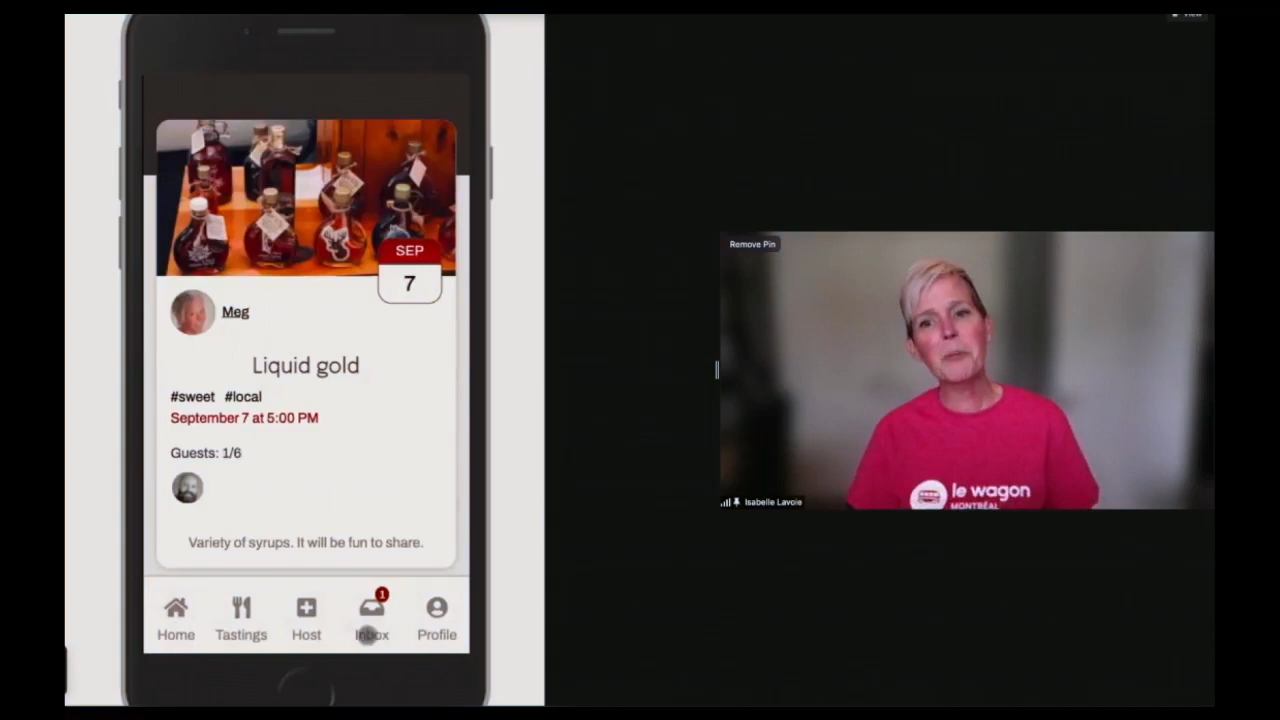 SEP
7
Meg
Liquid gold
#sweet #local
September 7 at 5:00 PM
Guests: 1/6
Variety of syrups. It will be fun to share.
1
Home Tastings Host Inbox Profile
View
Remove Pin
le wagon
MONTRÉAL
Isabelle Lavoie